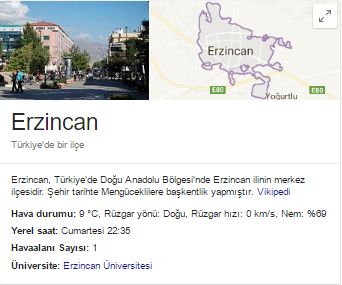 Erzincan
E80
E80
Yoğurtlu
Erzincan
Türkiye'de bir ilçe
Erzincan, Türkiye'de Doğu Anadolu Bölgesi'nde Erzincan ilinin merkez
ilçesidir. Şehir tarihte Mengüceklilere başkentlik yapmıştır. Vikipedi
Hava durumu: 9 °C, Rüzgar yönü: Doğu, Rüzgar hızı: 0 km/s, Nem: %69
Yerel saat: Cumartesi 22:35
Havaalanı Sayısı: 1
Üniversite: Erzincan Üniversitesi